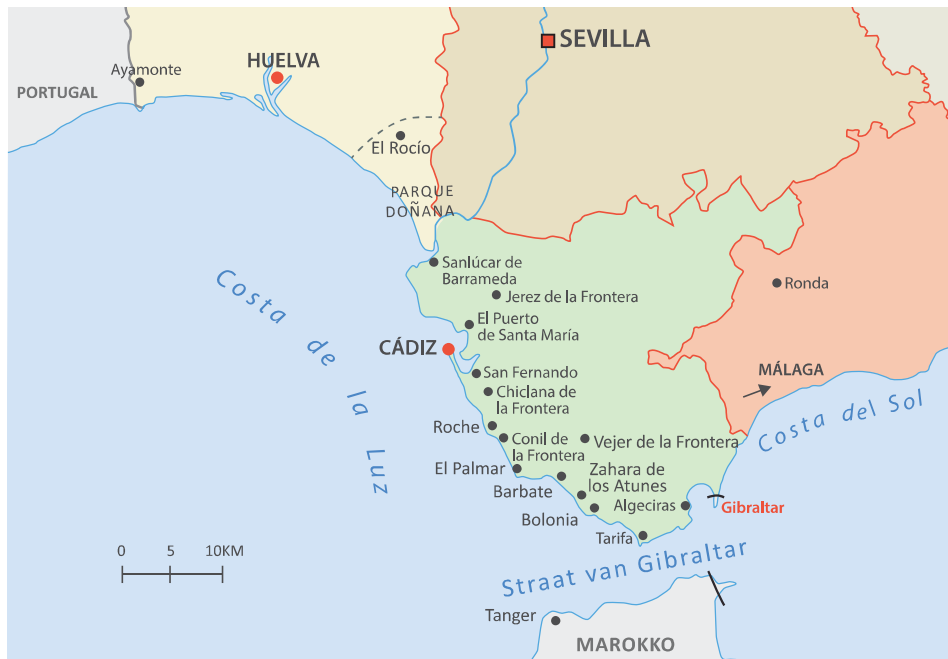 SEVILLA
HUELVA
Ayamonte
PORTUGAL
El Rocío
PARQUE
DOÑANA
Sanlúcar de
Barrameda
Jerez de la Frontera
Ronda
El Puerto
de Santa María
CÁDIZ
Costa de la Luz
San Fernando
MÁLAGA
Chiclana de
la Frontera
Costa del Sol
Roche
Conil de
la Frontera
Vejer de la Frontera
El Palmar
Zahara de
los Atunes
Barbate
Algeciras
Gibraltar
Bolonia
Tarifa
0 5 10KM
Straat van Gibraltar
Tanger
MAROKKO